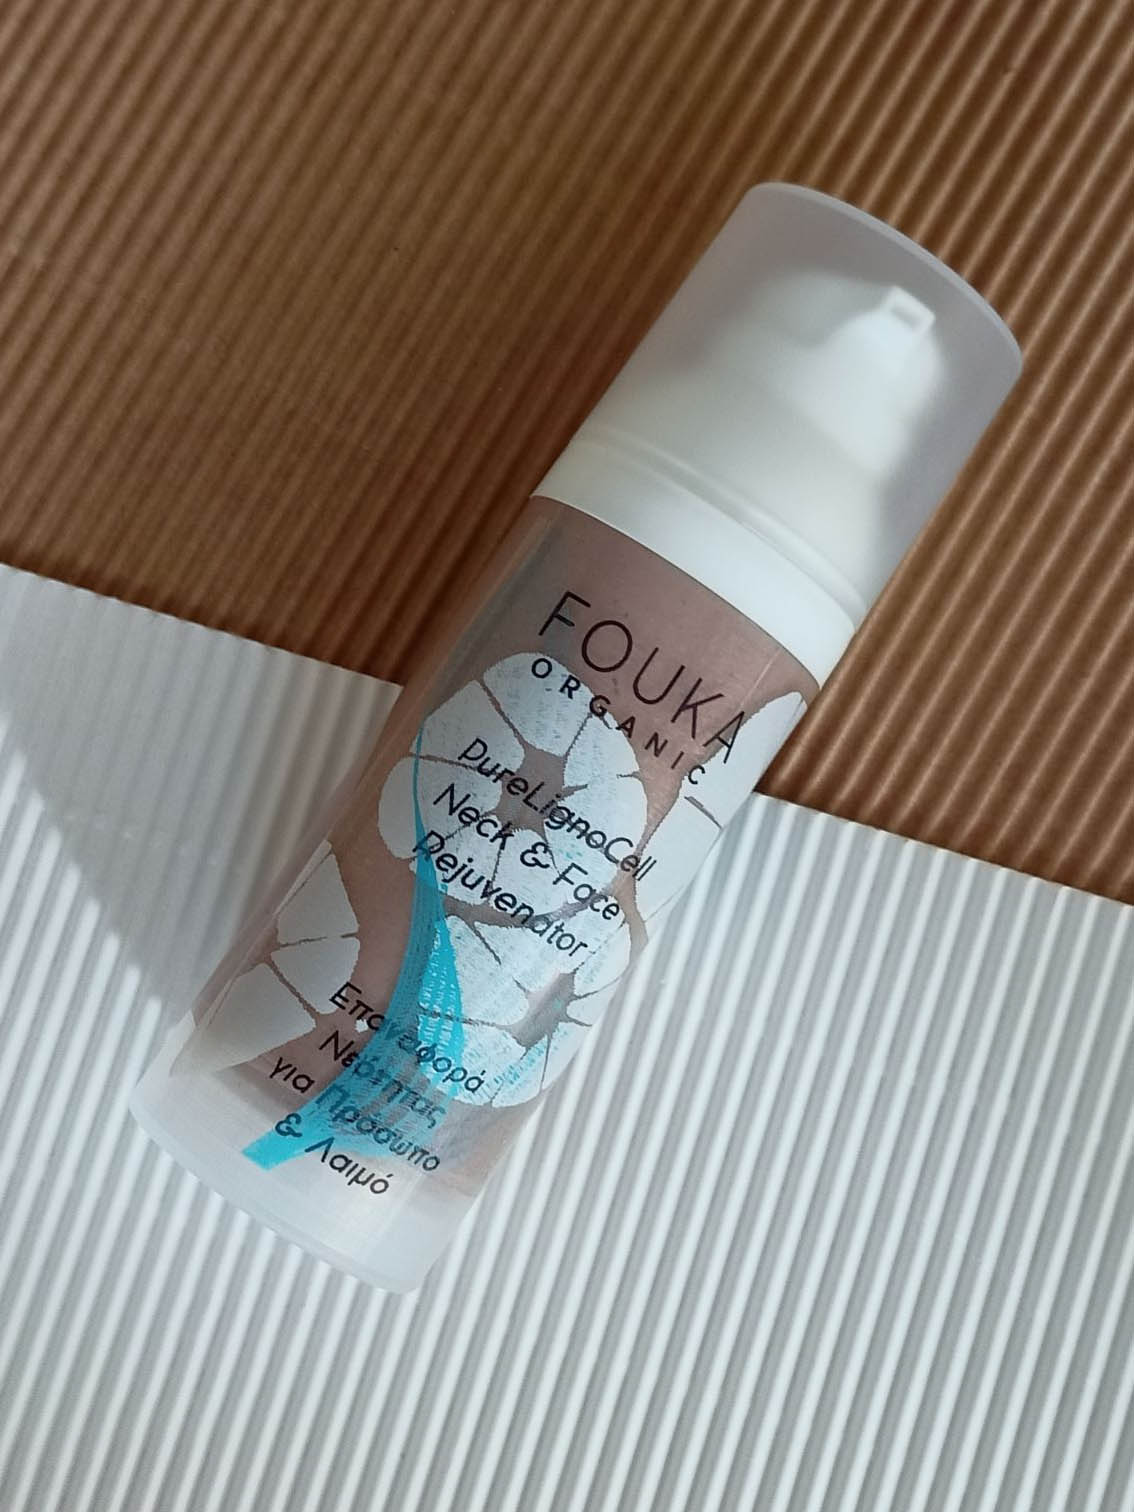 FOUKA
ORGANIC
PureLignoCell
Neck & Face
Rejuvenator
Επαναφορά
Νεότητας
για Πρόσωπο
& Λαιμό